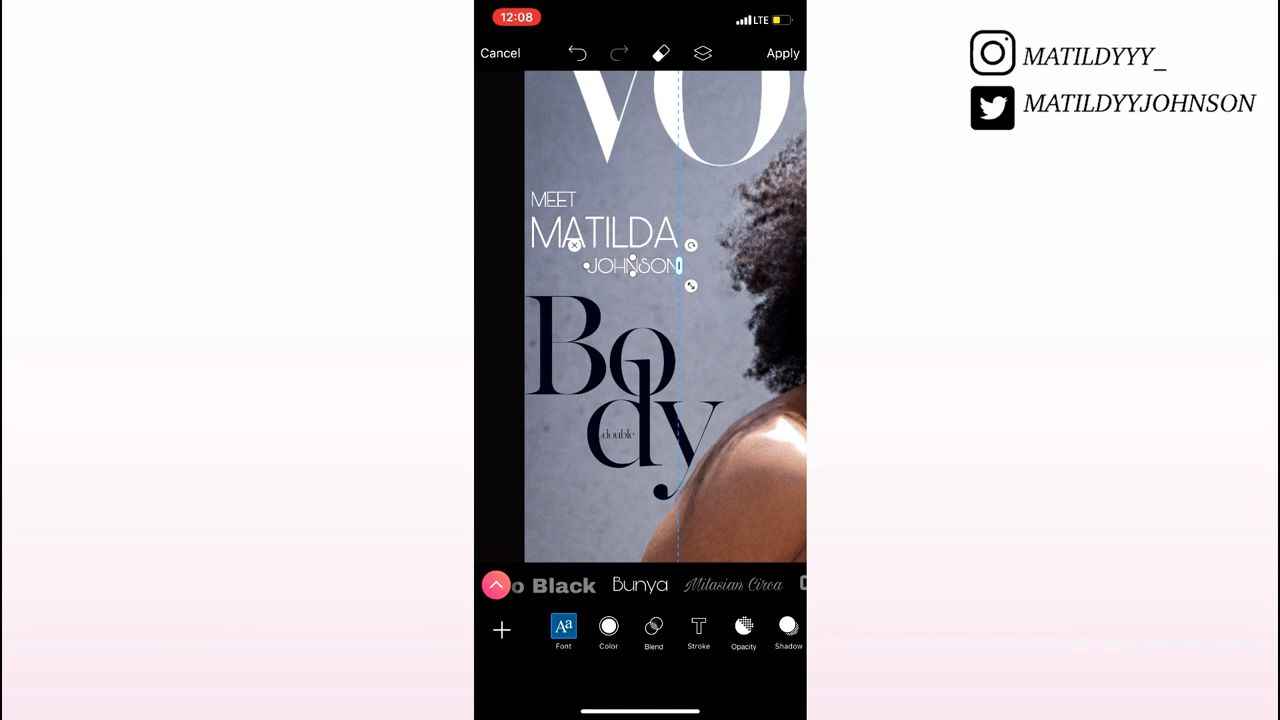 12:08
LTE
Cancel
Apply
VO
MEET
MATILDA
JOHNSON
Bo
dy
double
o Black
Bunya
Milasian Circa
Aa
Font
Color
Blend
Stroke
Opacity
Shadow
MATILDYYY_
MATILDYYJOHNSON